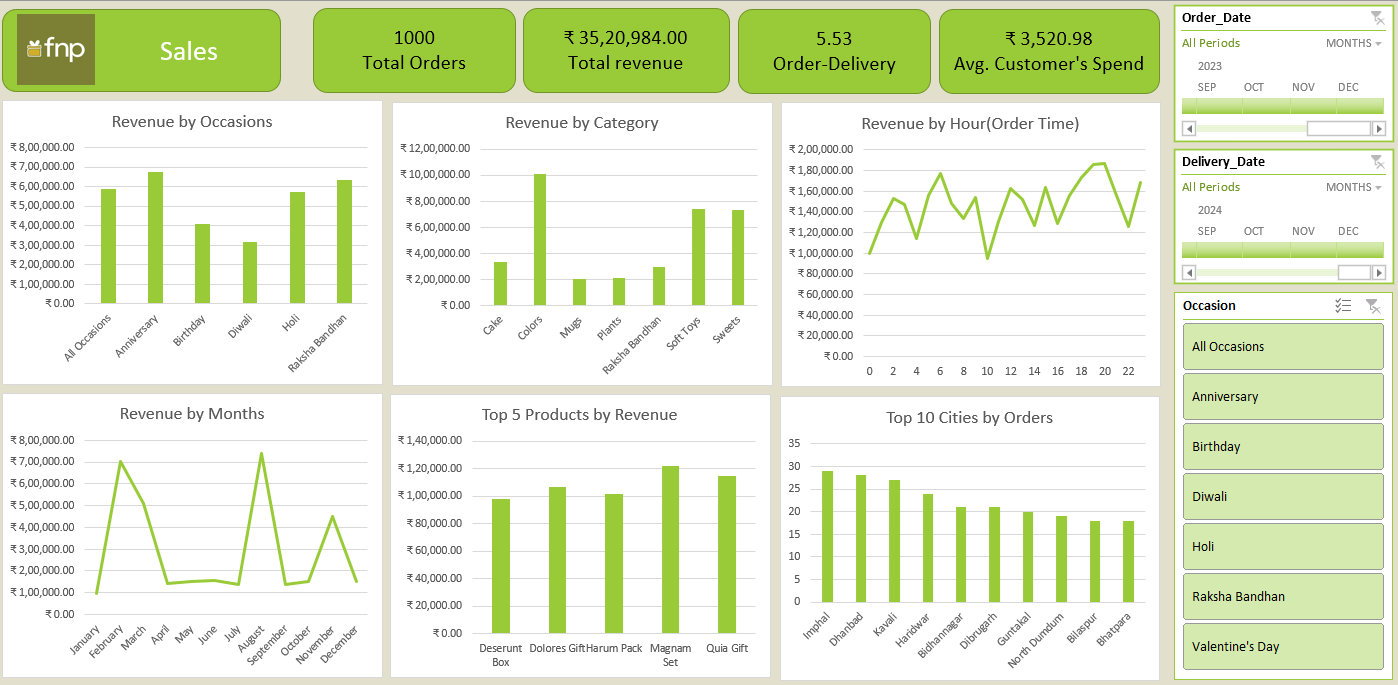 fnp
Sales
1000
Total Orders
₹ 35,20,984.00
Total revenue
5.53
Order-Delivery
₹ 3,520.98
Avg. Customer's Spend
Order_Date
All Periods
MONTHS
2023
SEP OCT NOV DEC
Delivery_Date
All Periods
MONTHS
2024
SEP OCT NOV DEC
Occasion
All Occasions
Anniversary
Birthday
Diwali
Holi
Raksha Bandhan
Valentine's Day
Revenue by Occasions
₹ 8,00,000.00
₹ 7,00,000.00
₹ 6,00,000.00
₹ 5,00,000.00
₹ 4,00,000.00
₹ 3,00,000.00
₹ 2,00,000.00
₹ 1,00,000.00
₹ 0.00
All Occasions
Anniversary
Birthday
Diwali
Holi
Raksha Bandhan
Revenue by Category
₹ 12,00,000.00
₹ 10,00,000.00
₹ 8,00,000.00
₹ 6,00,000.00
₹ 4,00,000.00
₹ 2,00,000.00
₹ 0.00
Cake
Colors
Mugs
Plants
Raksha Bandhan
Soft Toys
Sweets
Revenue by Hour(Order Time)
₹ 2,00,000.00
₹ 1,80,000.00
₹ 1,60,000.00
₹ 1,40,000.00
₹ 1,20,000.00
₹ 1,00,000.00
₹ 80,000.00
₹ 60,000.00
₹ 40,000.00
₹ 20,000.00
₹ 0.00
0 2 4 6 8 10 12 14 16 18 20 22
Revenue by Months
₹ 8,00,000.00
₹ 7,00,000.00
₹ 6,00,000.00
₹ 5,00,000.00
₹ 4,00,000.00
₹ 3,00,000.00
₹ 2,00,000.00
₹ 1,00,000.00
₹ 0.00
January
February
March
April
May
June
July
August
September
October
November
December
Top 5 Products by Revenue
₹ 1,40,000.00
₹ 1,20,000.00
₹ 1,00,000.00
₹ 80,000.00
₹ 60,000.00
₹ 40,000.00
₹ 20,000.00
₹ 0.00
Deserunt
Box
Dolores Gift
Harum Pack
Magnam
Set
Quia Gift
Top 10 Cities by Orders
35
30
25
20
15
10
5
0
Imphal
Dhanbad
Kavali
Haridwar
Bidhannagar
Dibrugarh
Guntakal
North Dumdum
Bilaspur
Bhatpara